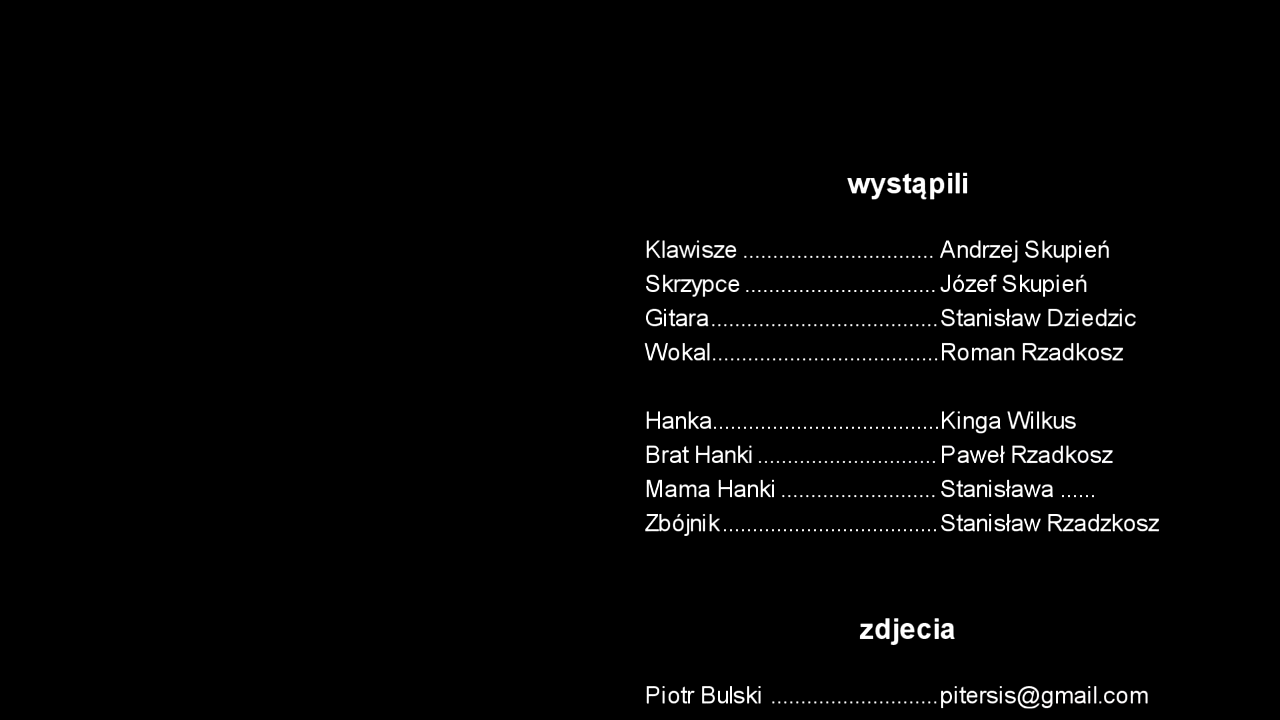 wystąpili
Klawisze ................................ Andrzej Skupień
Skrzypce ................................ Józef Skupień
Gitara......................................Stanisław Dziedzic
Wokal......................................Roman Rzadkosz
Hanka......................................Kinga Wilkus
Brat Hanki .............................. Paweł Rzadkosz
Mama Hanki .......................... Stanisława ......
Zbójnik....................................Stanisław Rzadzkosz
zdjecia
Piotr Bulski ............................pitersis@gmail.com